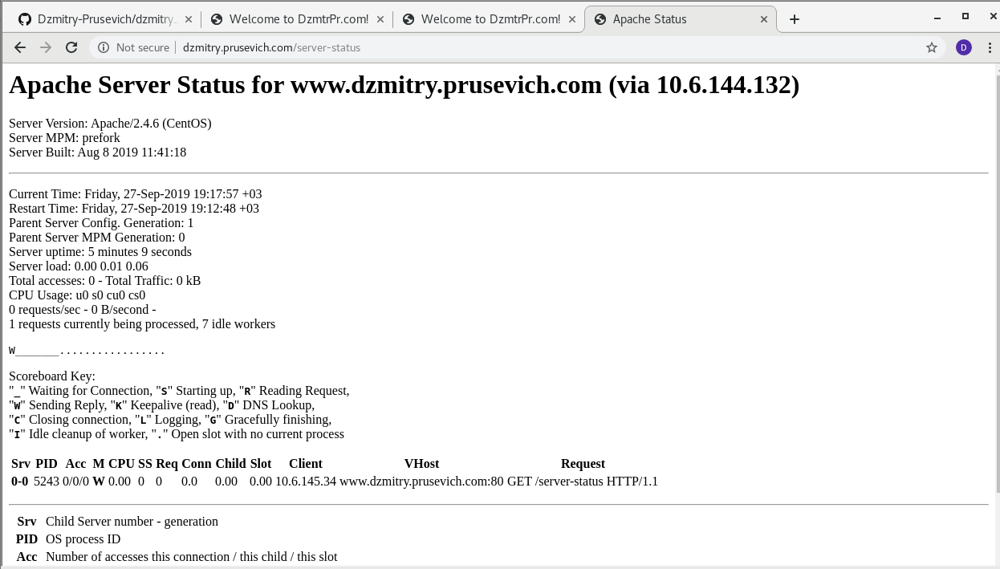 Dzmitry-Prusevich/dzmitry
Welcome to DzmtrPr.com!
Welcome to DzmtrPr.com!
Apache Status
Not secure
dzmitry.prusevich.com/server-status
D
Apache Server Status for www.dzmitry.prusevich.com (via 10.6.144.132)
Server Version: Apache/2.4.6 (CentOS)
Server MPM: prefork
Server Built: Aug 8 2019 11:41:18
Current Time: Friday, 27-Sep-2019 19:17:57 +03
Restart Time: Friday, 27-Sep-2019 19:12:48 +03
Parent Server Config. Generation: 1
Parent Server MPM Generation: 0
Server uptime: 5 minutes 9 seconds
Server load: 0.00 0.01 0.06
Total accesses: 0 - Total Traffic: 0 kB
CPU Usage: u0 s0 cu0 cs0
0 requests/sec - 0 B/second -
1 requests currently being processed, 7 idle workers
W_______.................
Scoreboard Key:
"_" Waiting for Connection, "S" Starting up, "R" Reading Request,
"W" Sending Reply, "K" Keepalive (read), "D" DNS Lookup,
"C" Closing connection, "L" Logging, "G" Gracefully finishing,
"I" Idle cleanup of worker, "." Open slot with no current process
Srv PID Acc M CPU SS Req Conn Child Slot Client VHost Request
0-0 5243 0/0/0 W 0.00 0 0 0.0 0.00 0.00 10.6.145.34 www.dzmitry.prusevich.com:80 GET /server-status HTTP/1.1
Srv Child Server number - generation
PID OS process ID
Acc Number of accesses this connection / this child / this slot